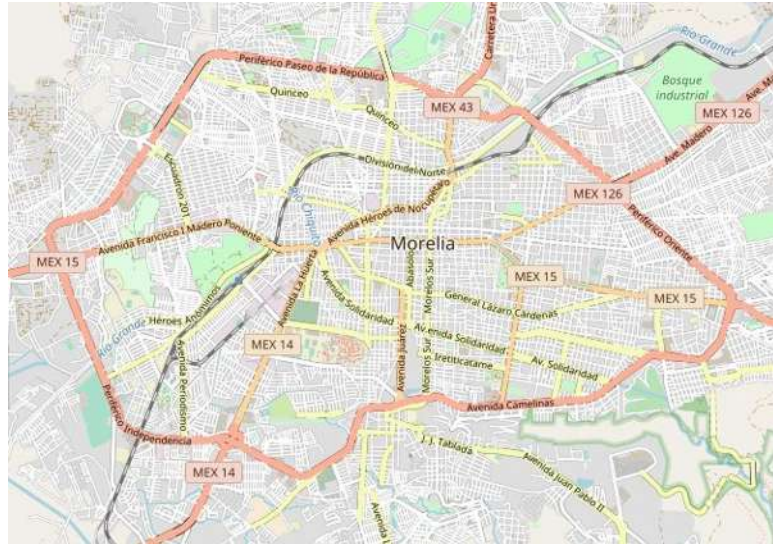 Río Grande
Carretera
Periférico Paseo de la República
Quinceo
Bosque
industrial
Quinceo
MEX 43
MEX 126
Ave. Madero
División del Norte
Escuadrón 201
MEX 126
Río Chiquito
Avenida Héroes de Nocupétaro
Periférico Oriente
Avenida Francisco I Madero Poniente
Morelia
MEX 15
Abasolo
Morelos Sur
MEX 15
Avenida La Huerta
Avenida Solidaridad
General Lázaro Cárdenas
MEX 15
Río Grande
Héroes Anónimos
MEX 14
Avenida Solidaridad
Avenida Juárez
Morelos Sur
Iretiticatame
Av. Solidaridad
Avenida Periodismo
Avenida Camelinas
Periférico Independencia
MEX 14
J. J. Tablada
Avenida Juan Pablo II